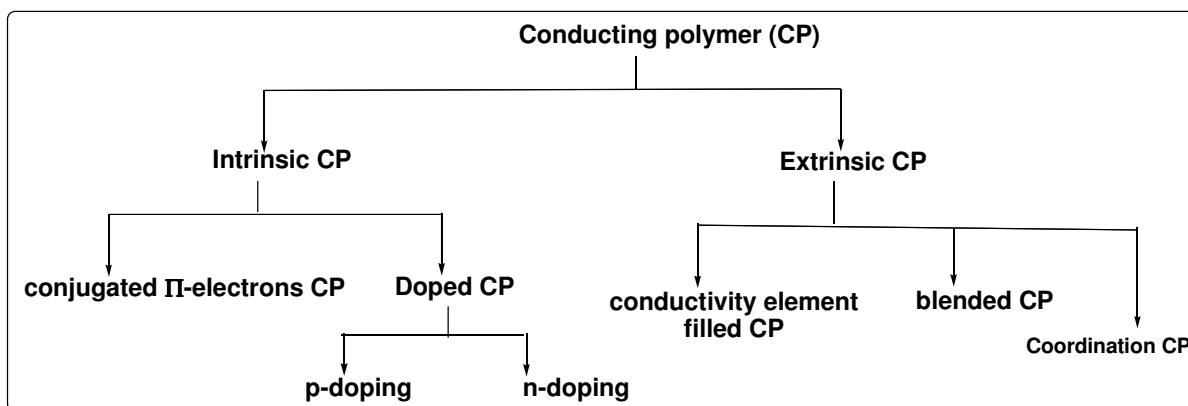 Conducting polymer (CP)
Intrinsic CP
Extrinsic CP
conjugated Π-electrons CP
Doped CP
conductivity element
filled CP
blended CP
Coordination CP
p-doping
n-doping